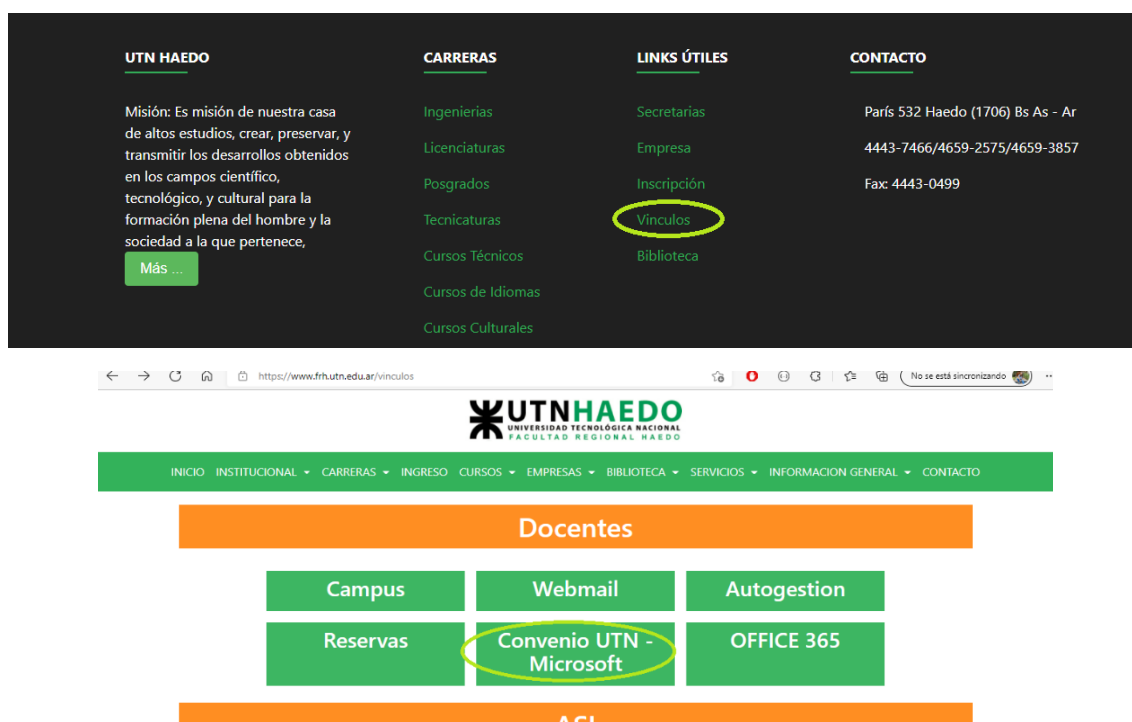 UTN HAEDO
Misión: Es misión de nuestra casa
de altos estudios, crear, preservar, y
transmitir los desarrollos obtenidos
en los campos científico,
tecnológico, y cultural para la
formación plena del hombre y la
sociedad a la que pertenece,
Más ...
CARRERAS
Ingenierias
Licenciaturas
Posgrados
Tecnicaturas
Cursos Técnicos
Cursos de Idiomas
Cursos Culturales
LINKS ÚTILES
Secretarias
Empresa
Inscripción
Vinculos
Biblioteca
CONTACTO
París 532 Haedo (1706) Bs As - Ar
4443-7466/4659-2575/4659-3857
Fax: 4443-0499
https://www.frh.utn.edu.ar/vinculos
No se está sincronizando
UTNHAEDO
UNIVERSIDAD TECNOLÓGICA NACIONAL
FACULTAD REGIONAL HAEDO
INICIO INSTITUCIONAL CARRERAS INGRESO CURSOS EMPRESAS BIBLIOTECA SERVICIOS INFORMACION GENERAL CONTACTO
Docentes
Campus
Webmail
Autogestion
Reservas
Convenio UTN -
Microsoft
OFFICE 365